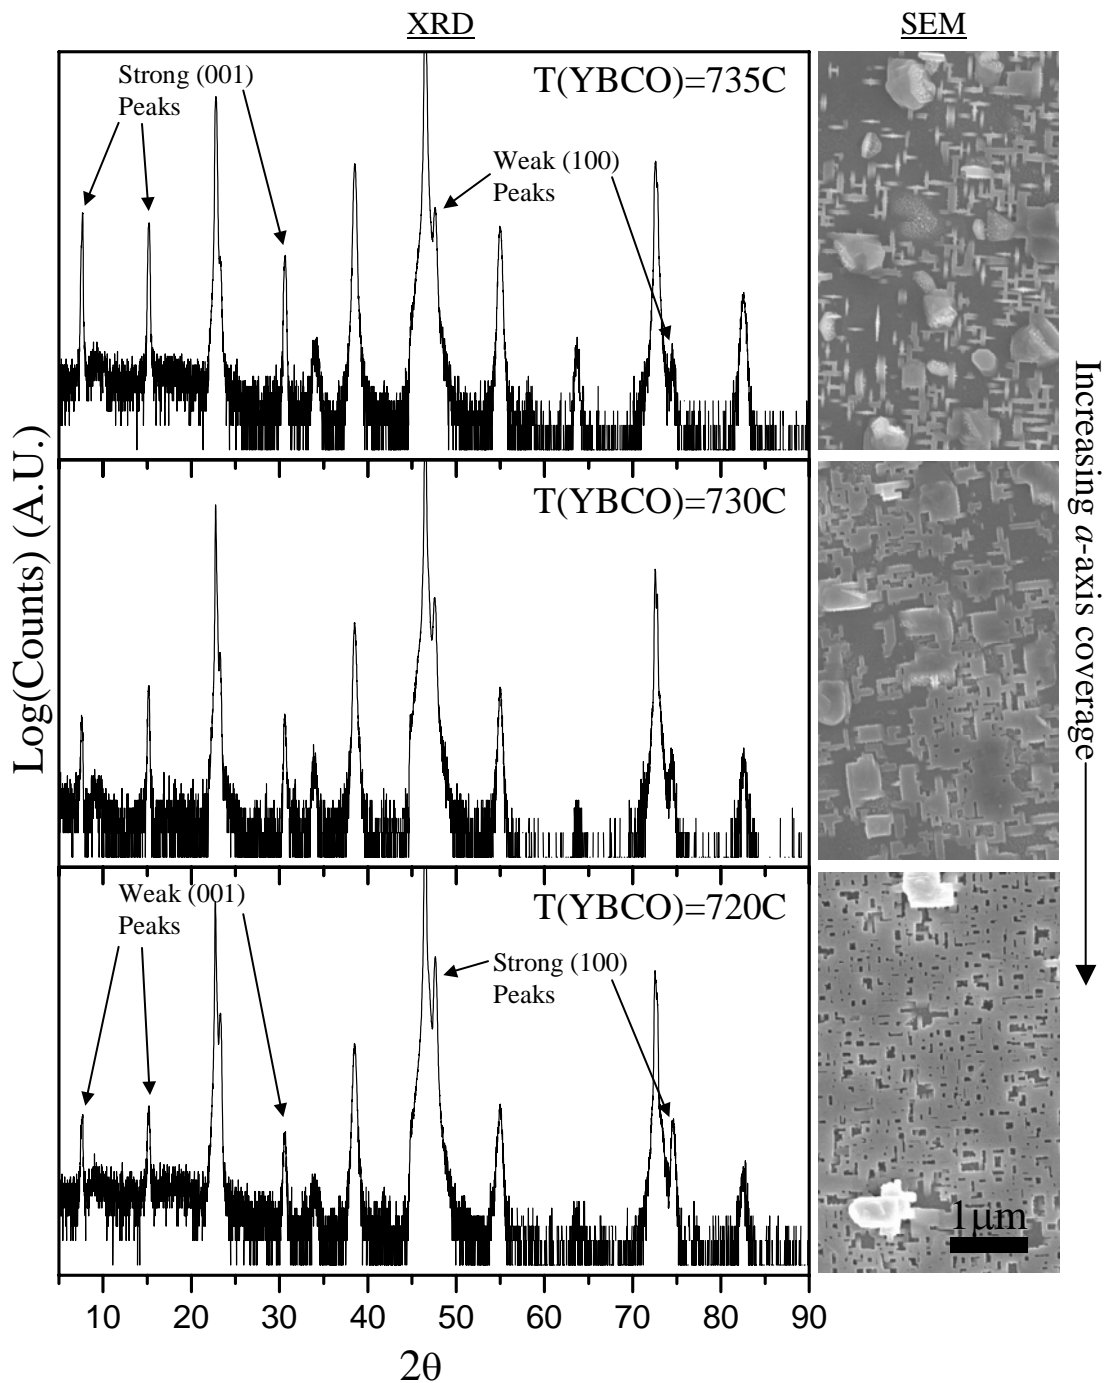 XRD
SEM
Strong (001)
Peaks
T(YBCO)=735C
Weak (100)
Peaks
T(YBCO)=730C
Weak (001)
Peaks
T(YBCO)=720C
Strong (100)
Peaks
1μm
Log(Counts) (A.U.)
Increasing a-axis coverage
10 20 30 40 50 60 70 80 90
2θ